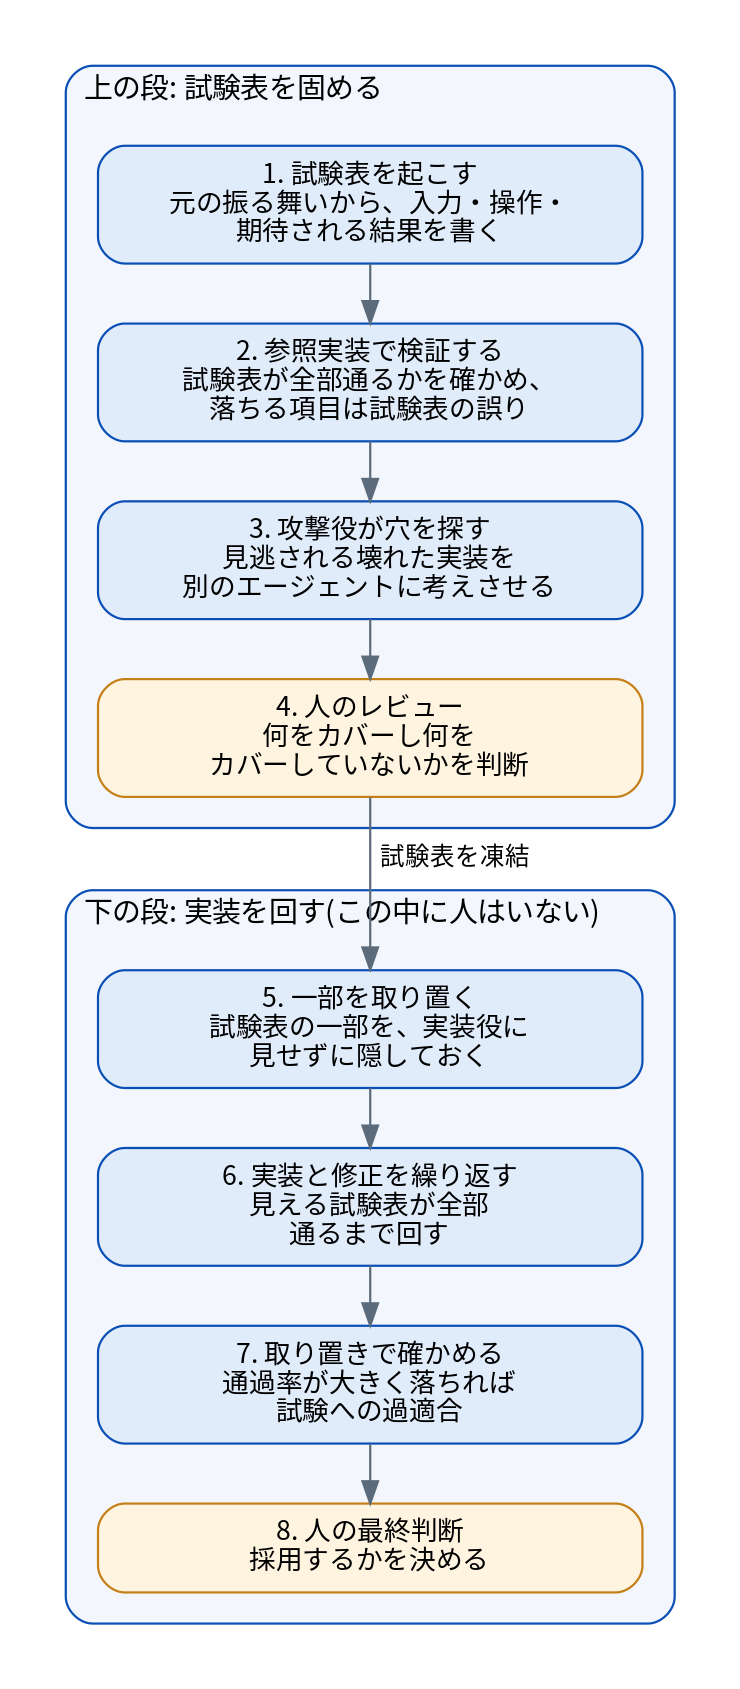 上の段: 試験表を固める
1. 試験表を起こす
元の振る舞いから、入力・操作・
期待される結果を書く
2. 参照実装で検証する
試験表が全部通るかを確かめ、
落ちる項目は試験表の誤り
3. 攻撃役が穴を探す
見逃される壊れた実装を
別のエージェントに考えさせる
4. 人のレビュー
何をカバーし何を
カバーしていないかを判断
試験表を凍結
下の段: 実装を回す(この中に人はいない)
5. 一部を取り置く
試験表の一部を、実装役に
見せずに隠しておく
6. 実装と修正を繰り返す
見える試験表が全部
通るまで回す
7. 取り置きで確かめる
通過率が大きく落ちれば
試験への過適合
8. 人の最終判断
採用するかを決める